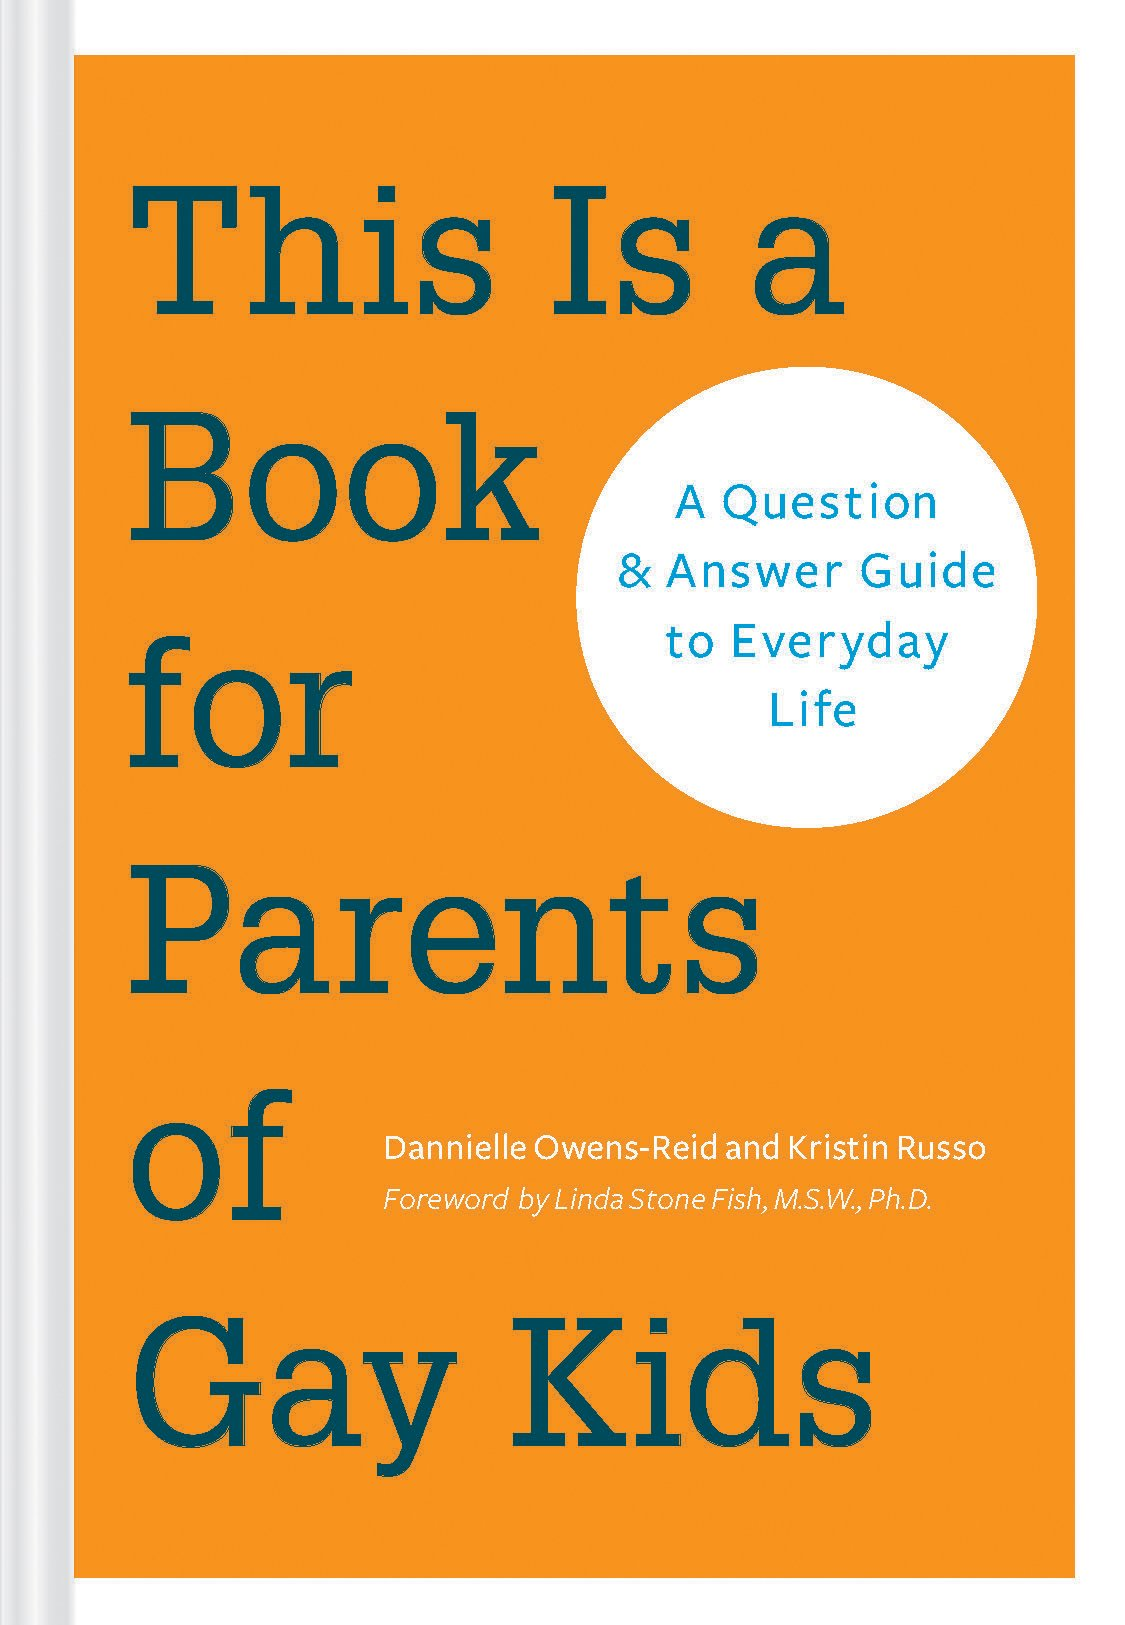 This Is a
Book
for
Parents
of
Gay Kids
A Question
& Answer Guide
to Everyday
Life
Dannielle Owens-Reid and Kristin Russo
Foreword by Linda Stone Fish, M.S.W., Ph.D.